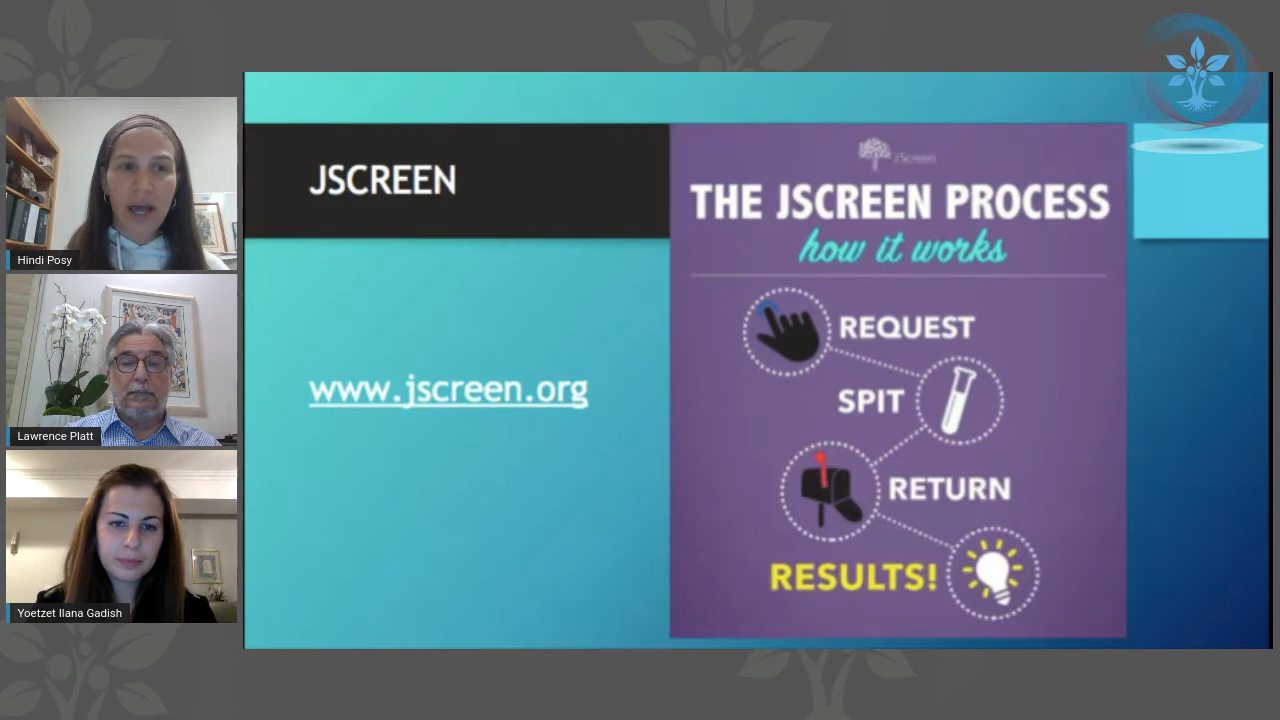 Hindi Posy
Lawrence Platt
Yoetzet Ilana Gadish
JSCREEN
www.jscreen.org
JScreen
THE JSCREEN PROCESS
how it works
REQUEST
SPIT
RETURN
RESULTS!